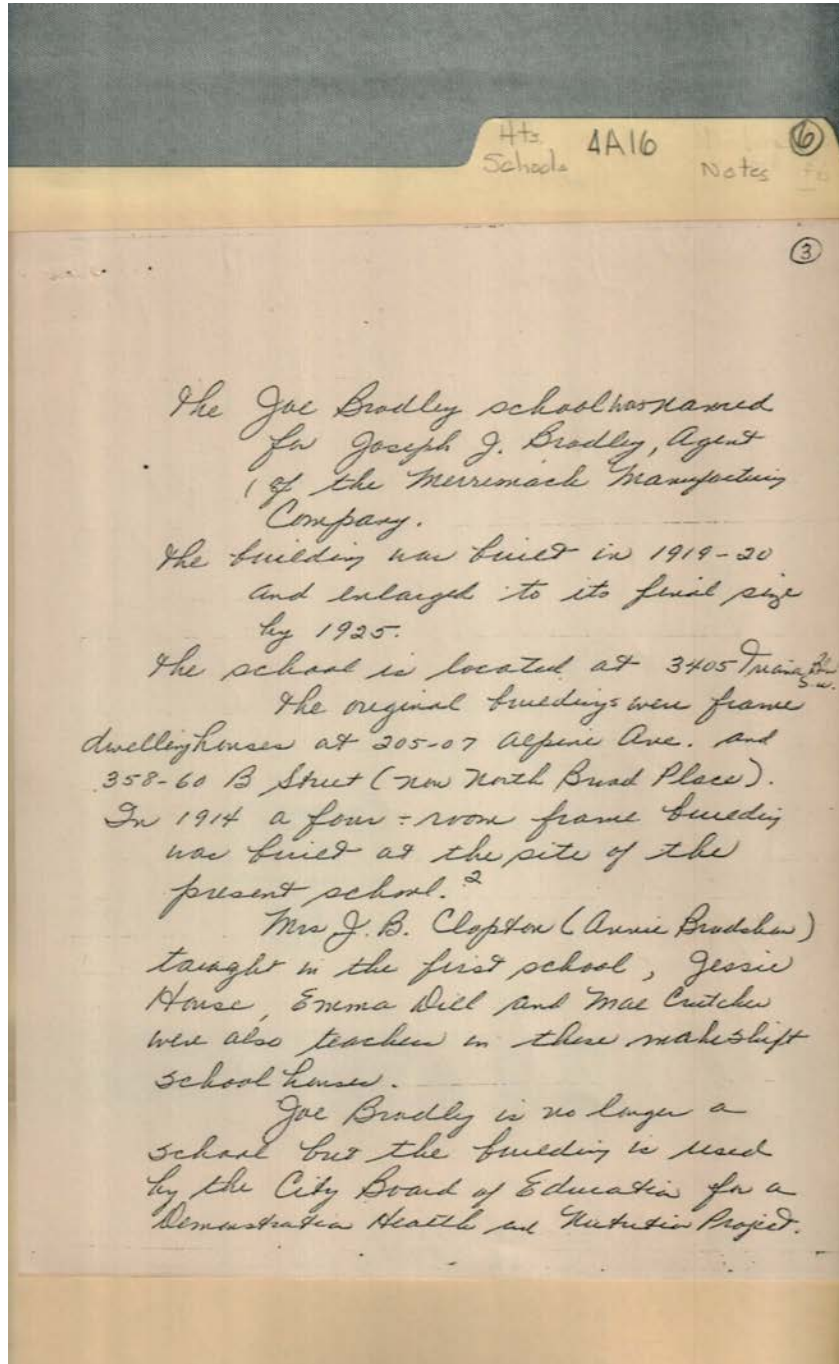 Hts.
Schools
4A16
Notes
6
3
The Joe Bradley school was named
for Joseph J. Bradley, Agent
of the Merrimack Manufacturing
Company.
The building was built in 1919-20
and enlarged to its final size
by 1925.
The school is located at 3405 Triana Blv
S.W.
The original buildings were frame
dwelling houses at 205-07 Alpine Ave. and
358-60 B Street (now North Broad Place).
In 1914 a four-room frame building
was built at the site of the
present school.2
Mrs J. B. Clopton (Annie Bradshaw)
taught in the first school, Jessie
House, Emma Dill and Mae Crutcher
were also teachers in these makeshift
school houses.
Joe Bradley is no longer a
school but the building is used
by the City Board of Education for a
Demonstration Health and Nutrition Project.